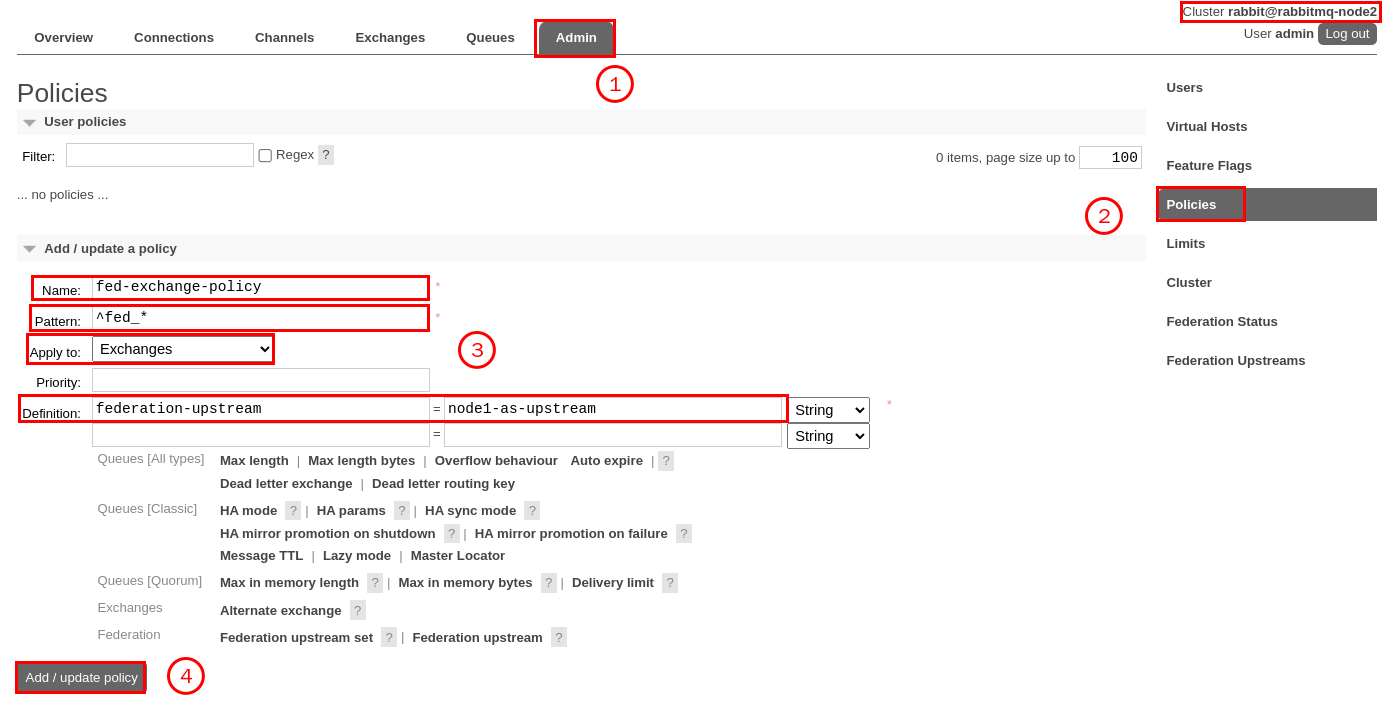 Cluster rabbit@rabbitmq-node2
Overview Connections Channels Exchanges Queues Admin User admin Log out
1
Policies
Users
User policies
Virtual Hosts
Filter: Regex ? 0 items, page size up to 100
Feature Flags
... no policies ...
Policies
2
Limits
Add / update a policy
Cluster
Name: fed-exchange-policy *
Pattern: ^fed_* *
Federation Status
Apply to: Exchanges
3
Federation Upstreams
Priority:
Definition: federation-upstream = node1-as-upstream String *
= String
Queues [All types] Max length | Max length bytes | Overflow behaviour Auto expire | ?
Dead letter exchange | Dead letter routing key
Queues [Classic] HA mode ? | HA params ? | HA sync mode ?
HA mirror promotion on shutdown ? | HA mirror promotion on failure ?
Message TTL | Lazy mode | Master Locator
Queues [Quorum] Max in memory length ? | Max in memory bytes ? | Delivery limit ?
Exchanges Alternate exchange ?
Federation Federation upstream set ? | Federation upstream ?
Add / update policy 4